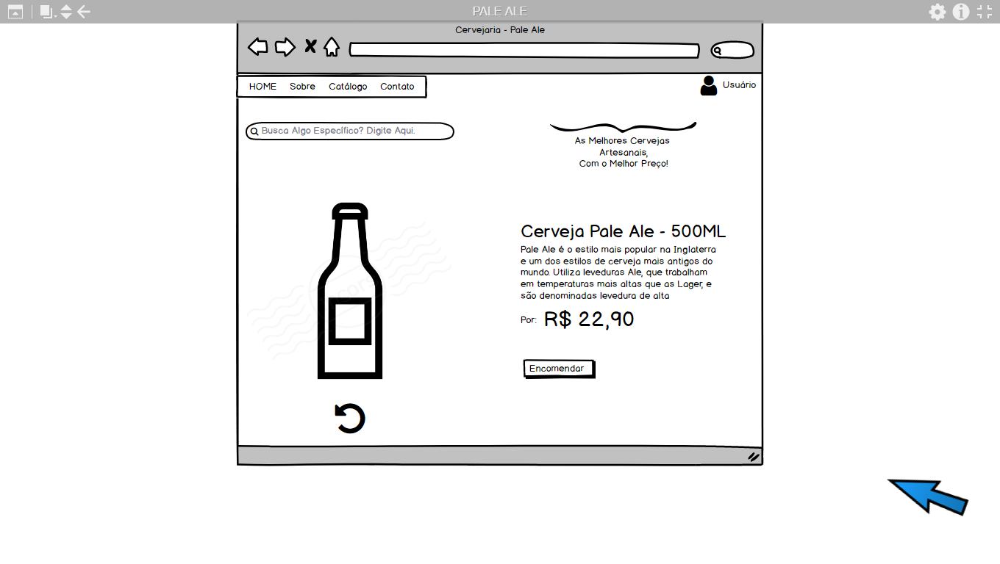 PALE ALE
Cervejaria - Pale Ale
HOME Sobre Catálogo Contato
Usuário
Busca Algo Específico? Digite Aqui.
As Melhores Cervejas
Artesanais,
Com o Melhor Preço!
Cerveja Pale Ale - 500ML
Pale Ale é o estilo mais popular na Inglaterra
e um dos estilos de cerveja mais antigos do
mundo. Utiliza leveduras Ale, que trabalham
em temperaturas mais altas que as Lager, e
são denominadas levedura de alta
Por: R$ 22,90
Encomendar